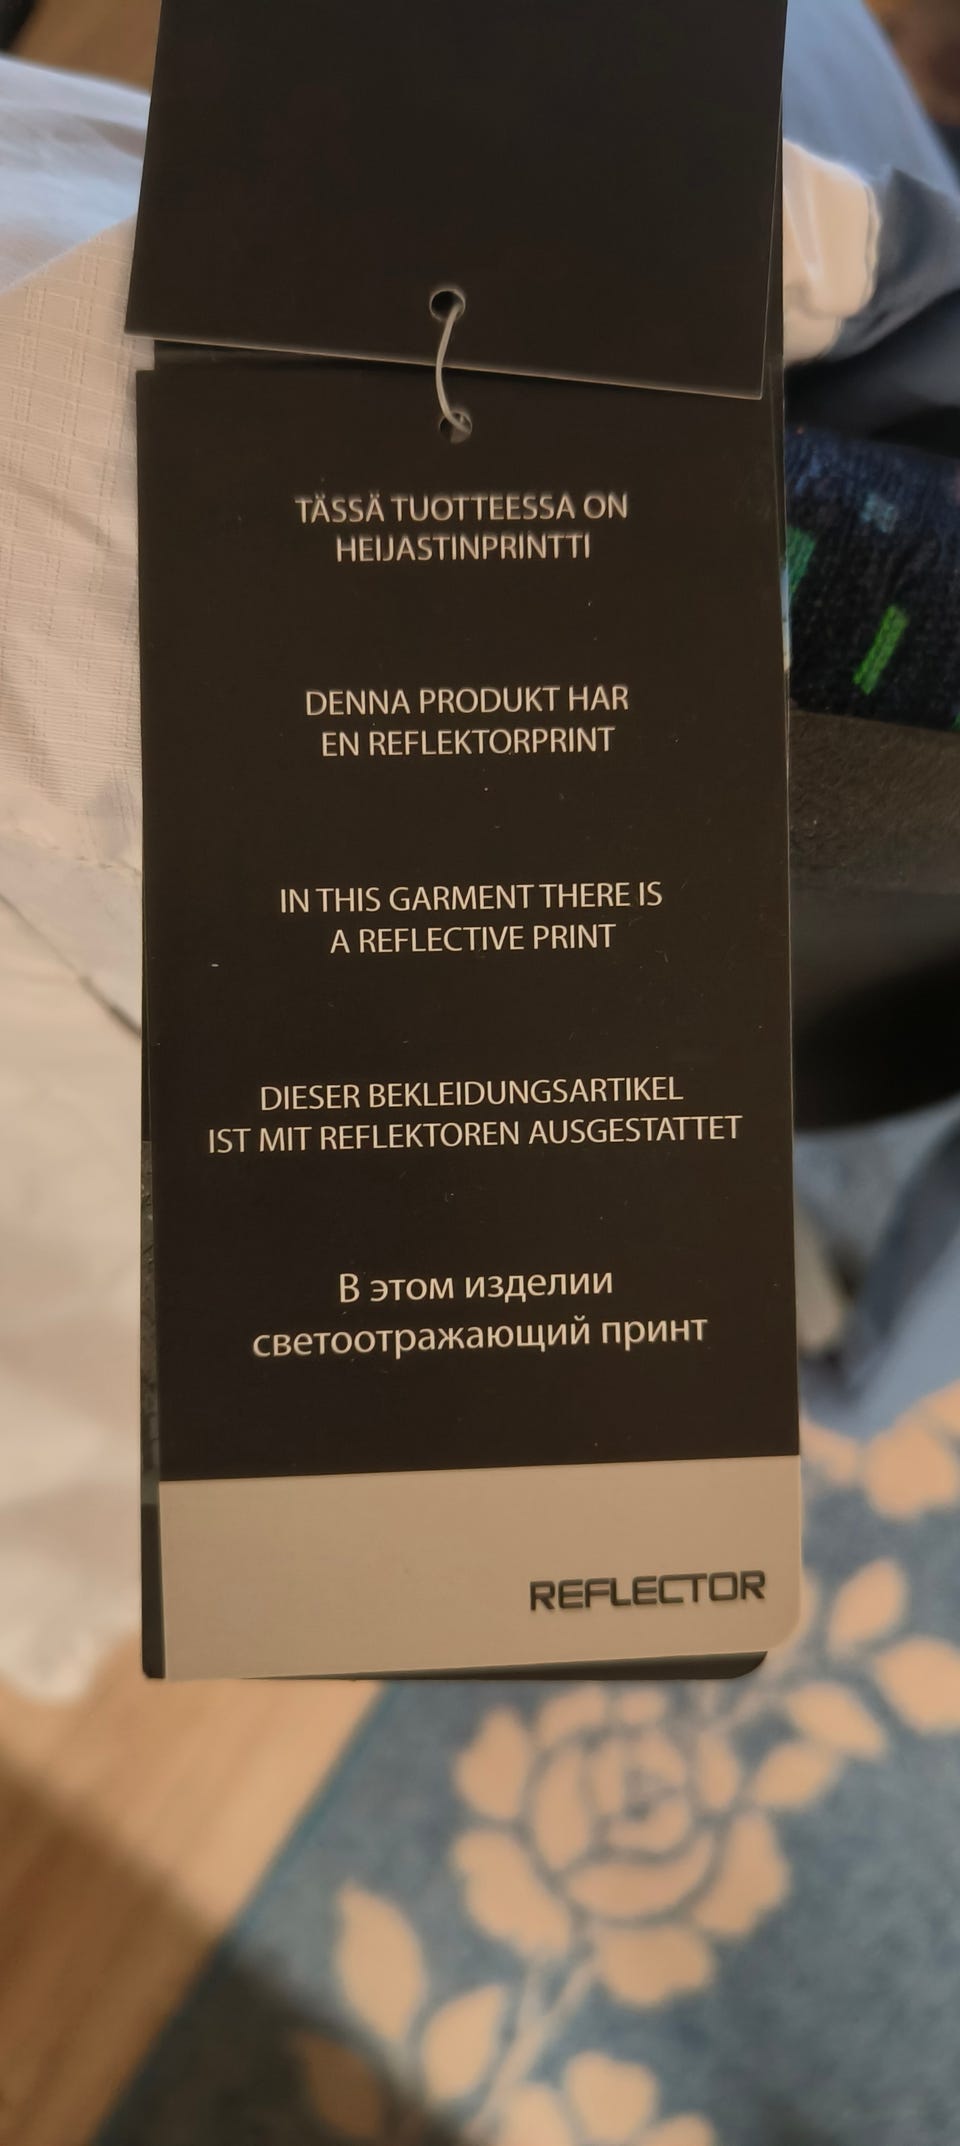 TÄSSÄ TUOTTEESSA ON
HEIJASTINPRINTTI
DENNA PRODUKT HAR
EN REFLEKTORPRINT
IN THIS GARMENT THERE IS
A REFLECTIVE PRINT
DIESER BEKLEIDUNGSARTIKEL
IST MIT REFLEKTOREN AUSGESTATTET
В этом изделии
светоотражающий принт
REFLECTOR